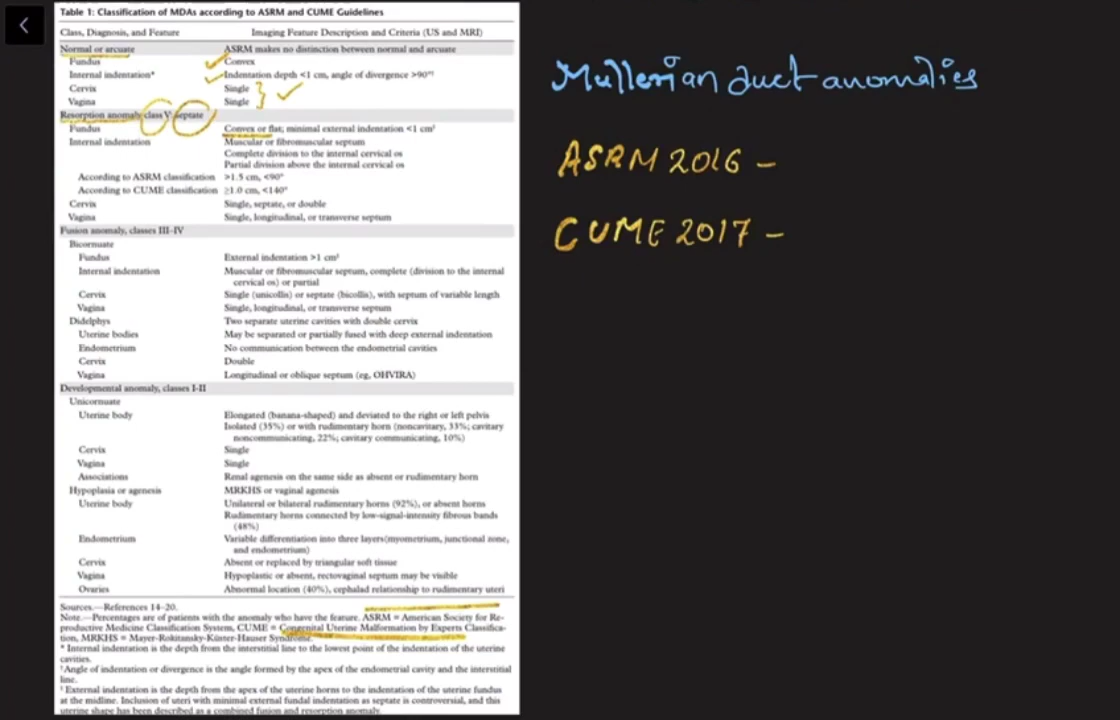 Table 1: Classification of MDAs according to ASRM and CUME Guidelines
Class, Diagnosis, and Feature Imaging Feature Description and Criteria (US and MRI)
Normal or arcuate ASRM makes no distinction between normal and arcuate
Fundus Convex
Internal indentation* Indentation depth <1 cm, angle of divergence >90°†
Cervix Single
Vagina Single
Resorption anomaly class V: septate
Fundus Convex or flat; minimal external indentation <1 cm‡
Internal indentation Muscular or fibromuscular septum
Complete division to the internal cervical os
Partial division above the internal cervical os
According to ASRM classification >1.5 cm, <90°
According to CUME classification ≥1.0 cm, <140°
Cervix Single, septate, or double
Vagina Single, longitudinal, or transverse septum
Fusion anomaly, classes III-IV
Bicornuate
Fundus External indentation >1 cm‡
Internal indentation Muscular or fibromuscular septum, complete (division to the internal
cervical os) or partial
Cervix Single (unicollis) or septate (bicollis), with septum of variable length
Vagina Single, longitudinal, or transverse septum
Didelphys Two separate uterine cavities with double cervix
Uterine bodies May be separated or partially fused with deep external indentation
Endometrium No communication between the endometrial cavities
Cervix Double
Vagina Longitudinal or oblique septum (eg, OHVIRA)
Developmental anomaly, classes I-II
Unicornuate
Uterine body Elongated (banana-shaped) and deviated to the right or left pelvis
Isolated (35%) or with rudimentary horn (noncavitary, 33%; cavitary
noncommunicating, 22%; cavitary communicating, 10%)
Cervix Single
Vagina Single
Associations Renal agenesis on the same side as absent or rudimentary horn
Hypoplasia or agenesis MRKHS or vaginal agenesis
Uterine body Unilateral or bilateral rudimentary horns (92%), or absent horns
Rudimentary horns connected by low-signal-intensity fibrous bands
(48%)
Endometrium Variable differentiation into three layers(myometrium, junctional zone,
and endometrium)
Cervix Absent or replaced by triangular soft tissue
Vagina Hypoplastic or absent, rectovaginal septum may be visible
Ovaries Abnormal location (40%), cephalad relationship to rudimentary uteri
Sources.—References 14-20.
Note.—Percentages are of patients with the anomaly who have the feature. ASRM = American Society for Re-
productive Medicine Classification System, CUME = Congenital Uterine Malformation by Experts Classifica-
tion, MRKHS = Mayer-Rokitansky-Küster-Hauser Syndrome.
* Internal indentation is the depth from the interstitial line to the lowest point of the indentation of the uterine
cavities.
† Angle of indentation or divergence is the angle formed by the apex of the endometrial cavity and the interstitial
line.
‡ External indentation is the depth from the apex of the uterine horns to the indentation of the uterine fundus
at the midline. Inclusion of uteri with minimal external fundal indentation as septate is controversial, and this
uterine shape has been described as a combined fusion and resorption anomaly.
Mullerian duct anomalies
ASRM 2016 –
CUME 2017 –